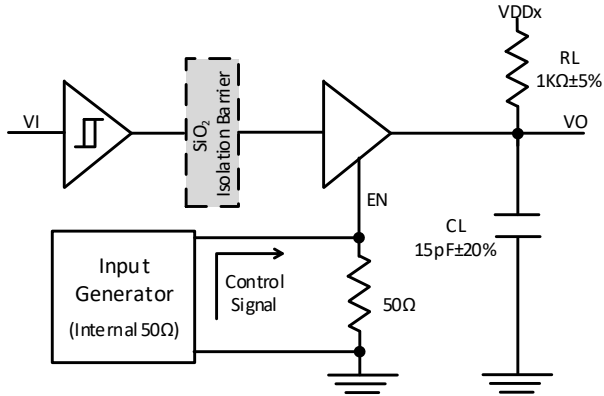 VDDx
RL
1KΩ±5%
VI
SiO2
Isolation Barrier
VO
EN
CL
15pF±20%
Input
Generator
(Internal 50Ω)
Control
Signal
50Ω